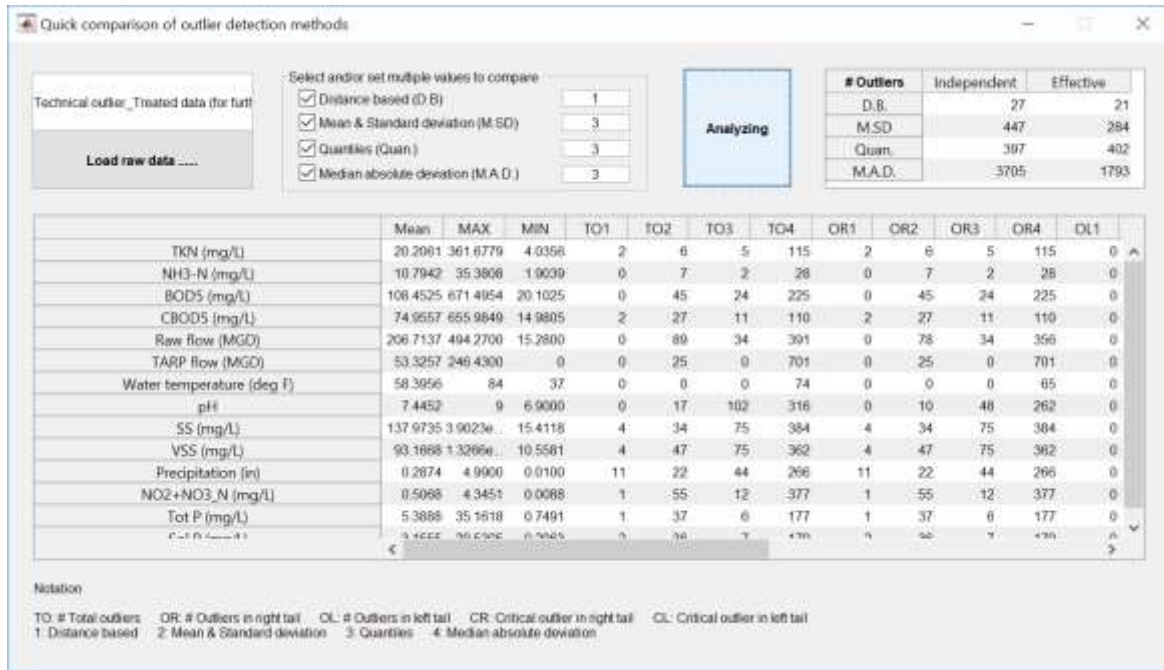 Quick comparison of outlier detection methods
Technical outlier_Treated data (for furt
Load raw data .....
Select and/or set multiple values to compare
Distance based (D.B) 1
Mean & Standard deviation (M.SD) 3
Quantiles (Quan.) 3
Median absolute deviation (M.A.D.) 3
Analyzing
# Outliers Independent Effective
D.B. 27 21
M.SD 447 284
Quan. 397 402
M.A.D. 3705 1793
Mean MAX MIN TO1 TO2 TO3 TO4 OR1 OR2 OR3 OR4 OL1
TKN (mg/L) 20.2061 361.6779 4.0356 2 6 5 115 2 6 5 115 0
NH3-N (mg/L) 10.7942 35.3808 1.9039 0 7 2 28 0 7 2 28 0
BOD5 (mg/L) 108.4525 671.4954 20.1025 0 45 24 225 0 45 24 225 0
CBOD5 (mg/L) 74.9557 655.9849 14.9805 2 27 11 110 2 27 11 110 0
Raw flow (MGD) 206.7137 494.2700 15.2800 0 89 34 391 0 78 34 356 0
TARP flow (MGD) 53.3257 246.4300 0 0 25 0 701 0 25 0 701 0
Water temperature (deg F) 58.3956 84 37 0 0 0 74 0 0 0 65 0
pH 7.4452 9 6.9000 0 17 102 316 0 10 48 262 0
SS (mg/L) 137.9735 3.9023e... 15.4118 4 34 75 384 4 34 75 384 0
VSS (mg/L) 93.1668 1.3266e... 10.5581 4 47 75 362 4 47 75 362 0
Precipitation (in) 0.2874 4.9900 0.0100 11 22 44 266 11 22 44 266 0
NO2+NO3_N (mg/L) 0.5068 4.3451 0.0088 1 55 12 377 1 55 12 377 0
Tot P (mg/L) 5.3888 35.1618 0.7491 1 37 6 177 1 37 6 177 0
Notation
TO: # Total outliers OR: # Outliers in right tail OL: # Outliers in left tail CR: Critical outlier in right tail CL: Critical outlier in left tail
1: Distance based 2: Mean & Standard deviation 3: Quantiles 4: Median absolute deviation